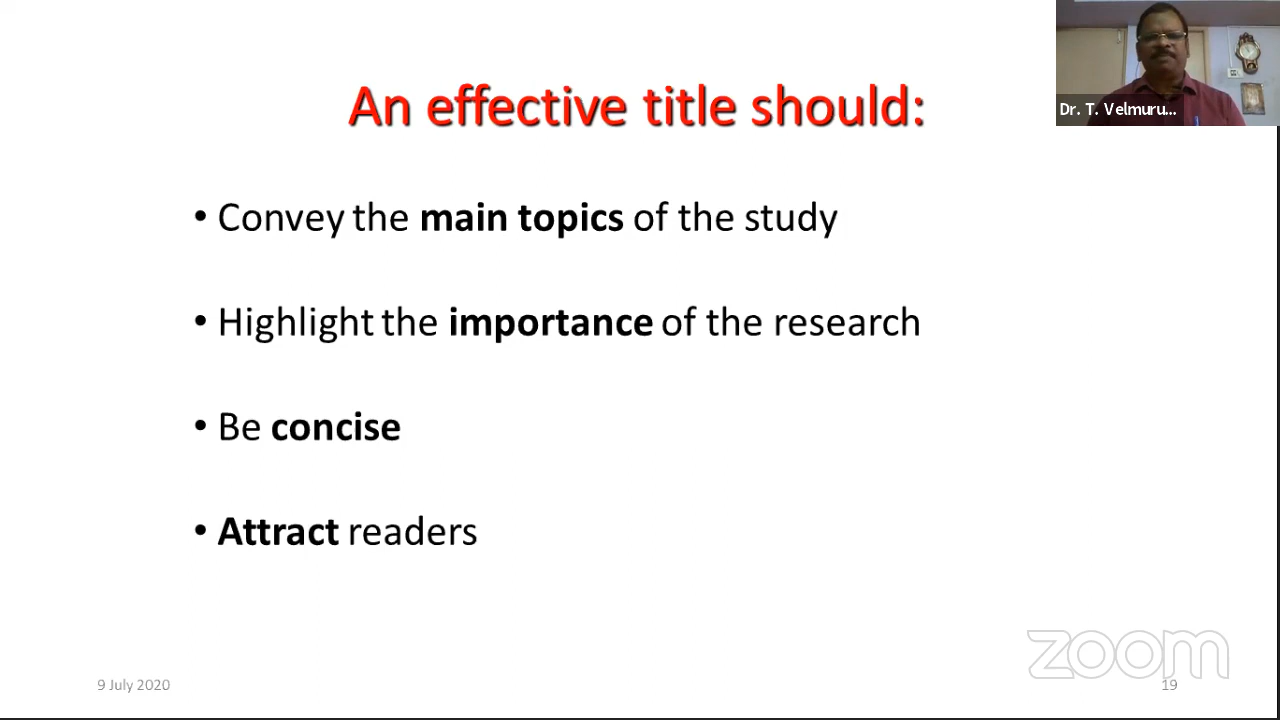 An effective title should:
Dr. T. Velmuru...
• Convey the main topics of the study
• Highlight the importance of the research
• Be concise
• Attract readers
zoom
9 July 2020
19